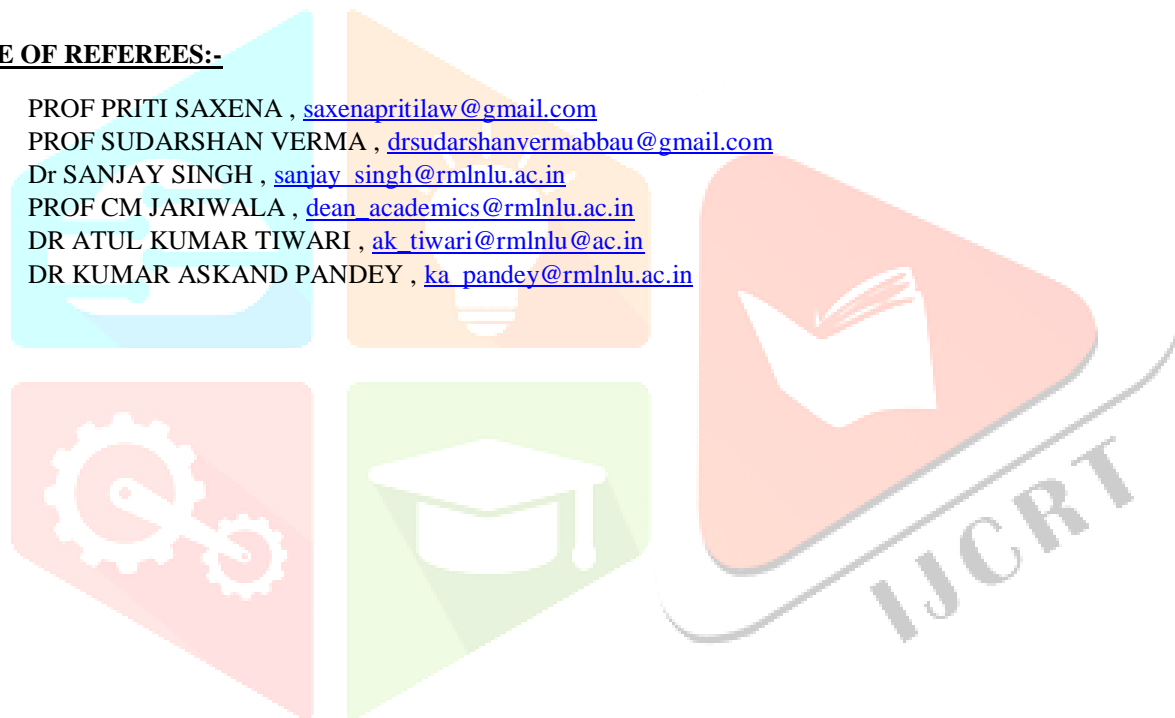 E OF REFEREES:-
PROF PRITI SAXENA , saxenapritilaw@gmail.com
PROF SUDARSHAN VERMA , drsudarshanvermabbau@gmail.com
Dr SANJAY SINGH , sanjay_singh@rmlnlu.ac.in
PROF CM JARIWALA , dean_academics@rmlnlu.ac.in
DR ATUL KUMAR TIWARI , ak_tiwari@rmlnlu@ac.in
DR KUMAR ASKAND PANDEY , ka_pandey@rmlnlu.ac.in
IJCRT